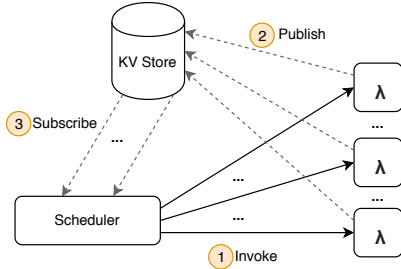 2 Publish
KV Store
λ
3 Subscribe
...
...
λ
...
...
Scheduler
...
λ
1 Invoke